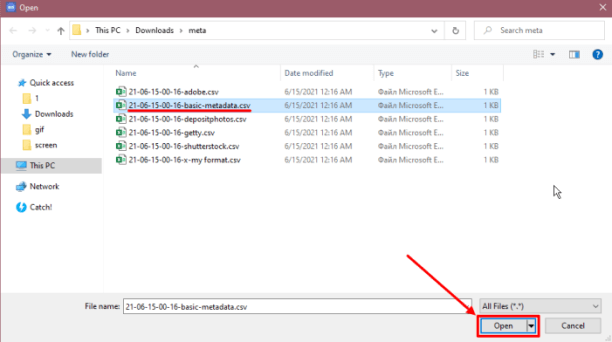 Open
This PC > Downloads > meta
Search meta
Organize
New folder
Name Date modified Type Size
Quick access
1
Downloads
gif
screen
This PC
Network
Catch!
21-06-15-00-16-adobe.csv 6/15/2021 12:16 AM Файл Microsoft E... 1 KB
21-06-15-00-16-basic-metadata.csv 6/15/2021 12:16 AM Файл Microsoft E... 1 KB
21-06-15-00-16-depositphotos.csv 6/15/2021 12:16 AM Файл Microsoft E... 1 KB
21-06-15-00-16-getty.csv 6/15/2021 12:16 AM Файл Microsoft E... 1 KB
21-06-15-00-16-shutterstock.csv 6/15/2021 12:16 AM Файл Microsoft E... 1 KB
21-06-15-00-16-x-my format.csv 6/15/2021 12:16 AM Файл Microsoft E... 1 KB
File name: 21-06-15-00-16-basic-metadata.csv
All Files (*.*)
Open Cancel